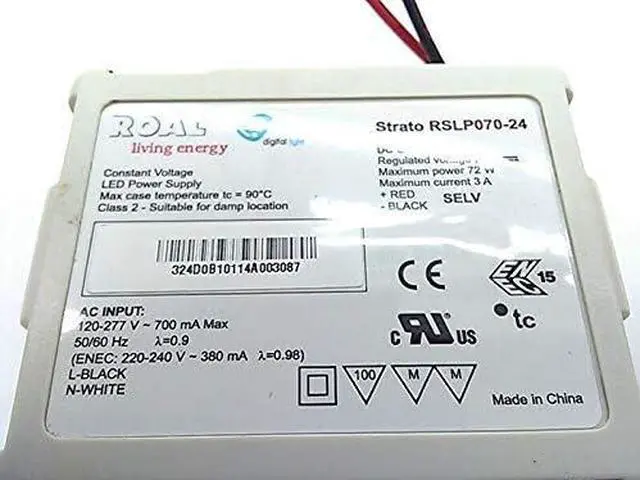 ROAL
living energy
digital light
Strato RSLP070-24
Regulated
Maximum power 72 W
Maximum current 3 A
+ RED
- BLACK SELV
Constant Voltage
LED Power Supply
Max case temperature tc = 90°C
Class 2 - Suitable for damp location
324D0B10114A003087
CE
ENEC 15
tc
c RU US
AC INPUT:
120-277 V ~ 700 mA Max
50/60 Hz λ=0.9
(ENEC: 220-240 V ~ 380 mA λ=0.98)
L-BLACK
N-WHITE
100 M M
Made in China